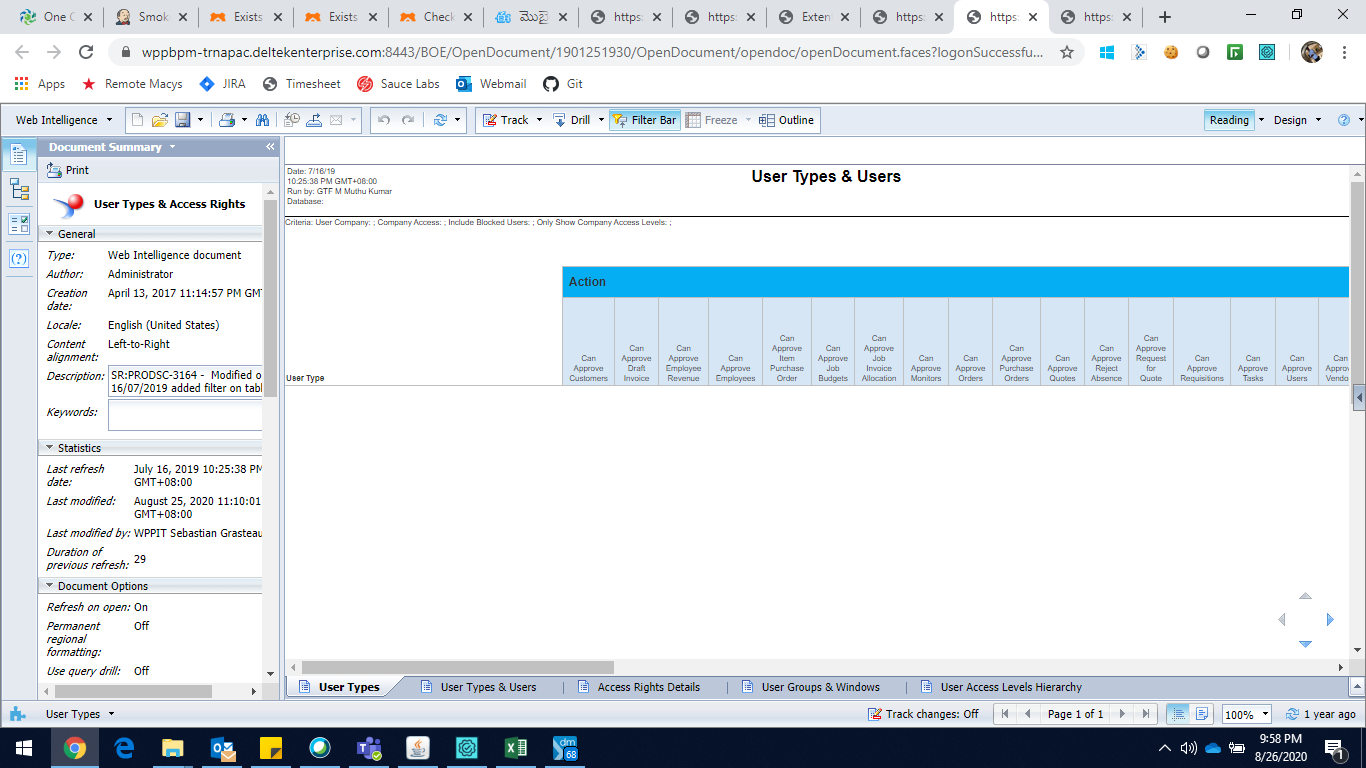 One C
Smok
Exists
Exists
Check
మొబై
https:
https:
Exten
https:
https:
https:
wppbpm-trnapac.deltekenterprise.com:8443/BOE/OpenDocument/1901251930/OpenDocument/opendoc/openDocument.faces?logonSuccessfu...
Apps
Remote Macys
JIRA
Timesheet
Sauce Labs
Webmail
Git
Web Intelligence
Track
Drill
Filter Bar
Freeze
Outline
Reading
Design
Document Summary
Print
User Types & Access Rights
General
Type: Web Intelligence document
Author: Administrator
Creation date: April 13, 2017 11:14:57 PM GMT
Locale: English (United States)
Content alignment: Left-to-Right
Description: SR:PRODSC-3164 - Modified o
16/07/2019 added filter on tabl
Keywords:
Statistics
Last refresh date: July 16, 2019 10:25:38 PM
GMT+08:00
Last modified: August 25, 2020 11:10:01
GMT+08:00
Last modified by: WPPIT Sebastian Grasteau
Duration of previous refresh: 29
Document Options
Refresh on open: On
Permanent regional formatting: Off
Use query drill: Off
Date: 7/16/19
10:25:38 PM GMT+08:00
Run by: GTF M Muthu Kumar
Database:
User Types & Users
Criteria: User Company: ; Company Access: ; Include Blocked Users: ; Only Show Company Access Levels: ;
Action
User Type
Can Approve Customers
Can Approve Draft Invoice
Can Approve Employee Revenue
Can Approve Employees
Can Approve Item Purchase Order
Can Approve Job Budgets
Can Approve Job Invoice Allocation
Can Approve Monitors
Can Approve Orders
Can Approve Purchase Orders
Can Approve Quotes
Can Approve Reject Absence
Can Approve Request for Quote
Can Approve Requisitions
Can Approve Tasks
Can Approve Users
Can Approv Vendo
User Types
User Types & Users
Access Rights Details
User Groups & Windows
User Access Levels Hierarchy
User Types
Track changes: Off
Page 1 of 1
100%
1 year ago
dm
68
9:58 PM
8/26/2020
1